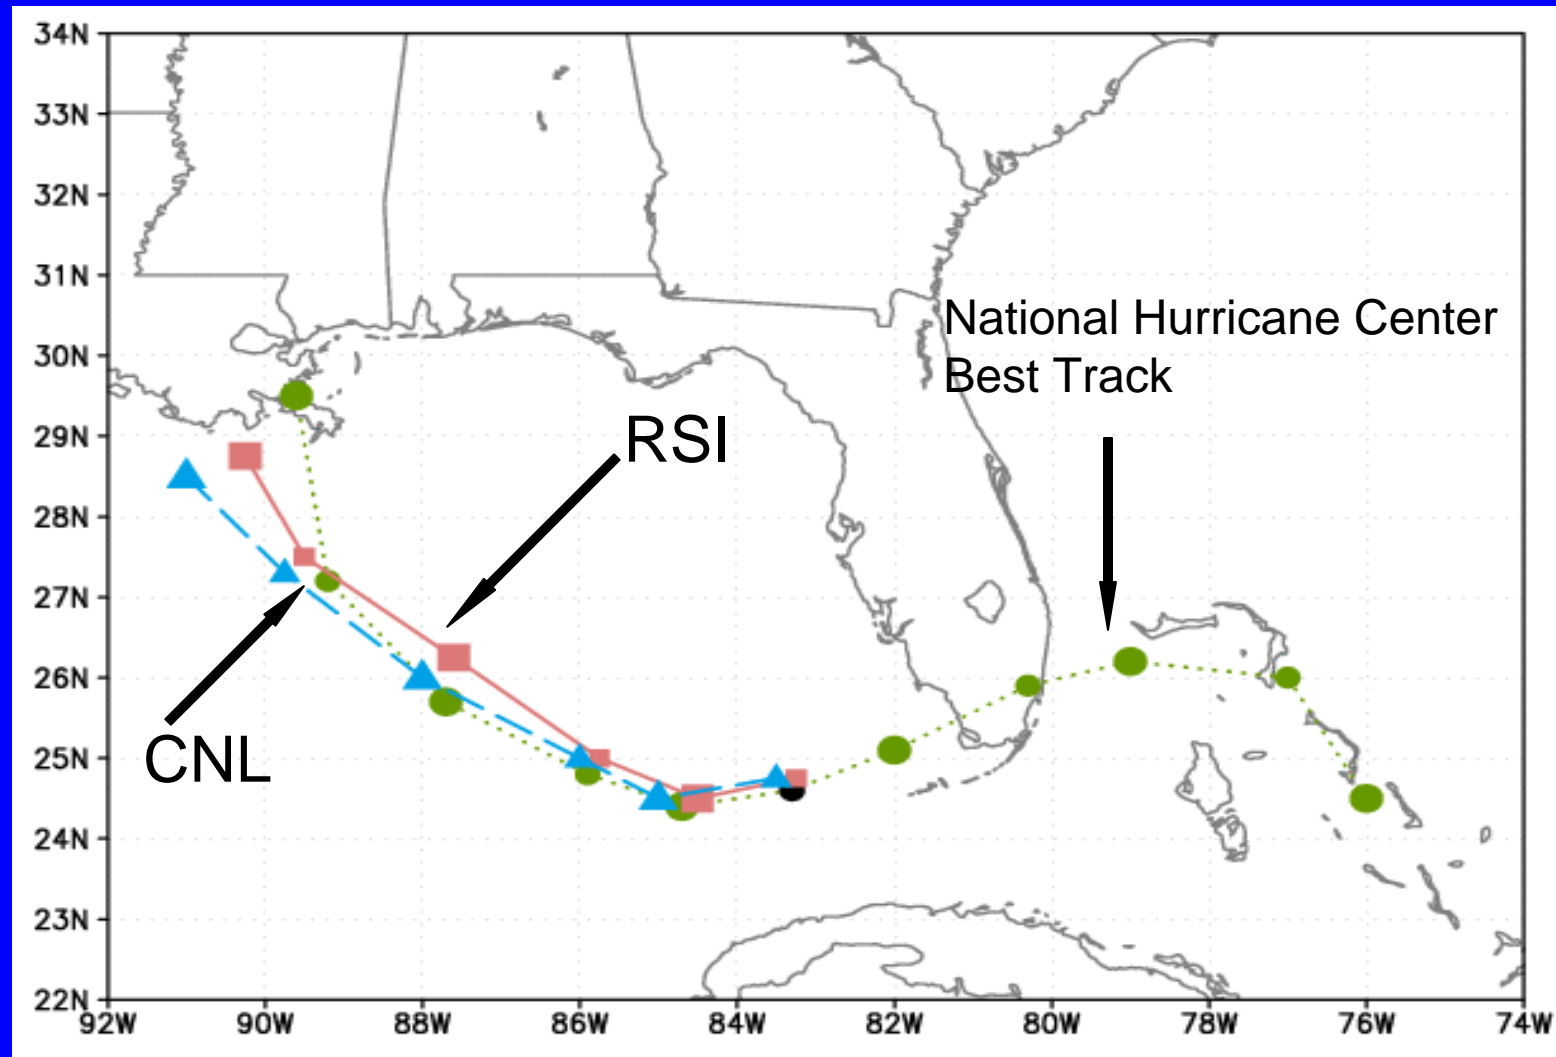 34N
33N
32N
31N
30N
29N
28N
27N
26N
25N
24N
23N
22N
National Hurricane Center
Best Track
RSI
CNL
92W 90W 88W 86W 84W 82W 80W 78W 76W 74W